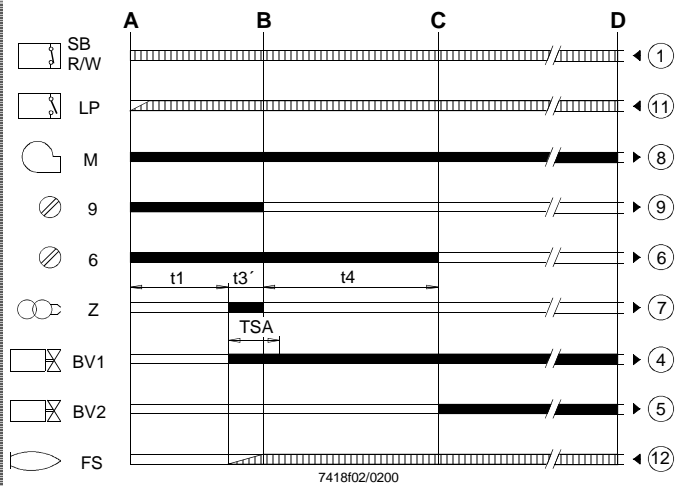 A B C D
SB
R/W 1
LP 11
M 8
9 9
6 6
t1 t3´ t4
Z 7
TSA
BV1 4
BV2 5
FS 12
7418f02/0200